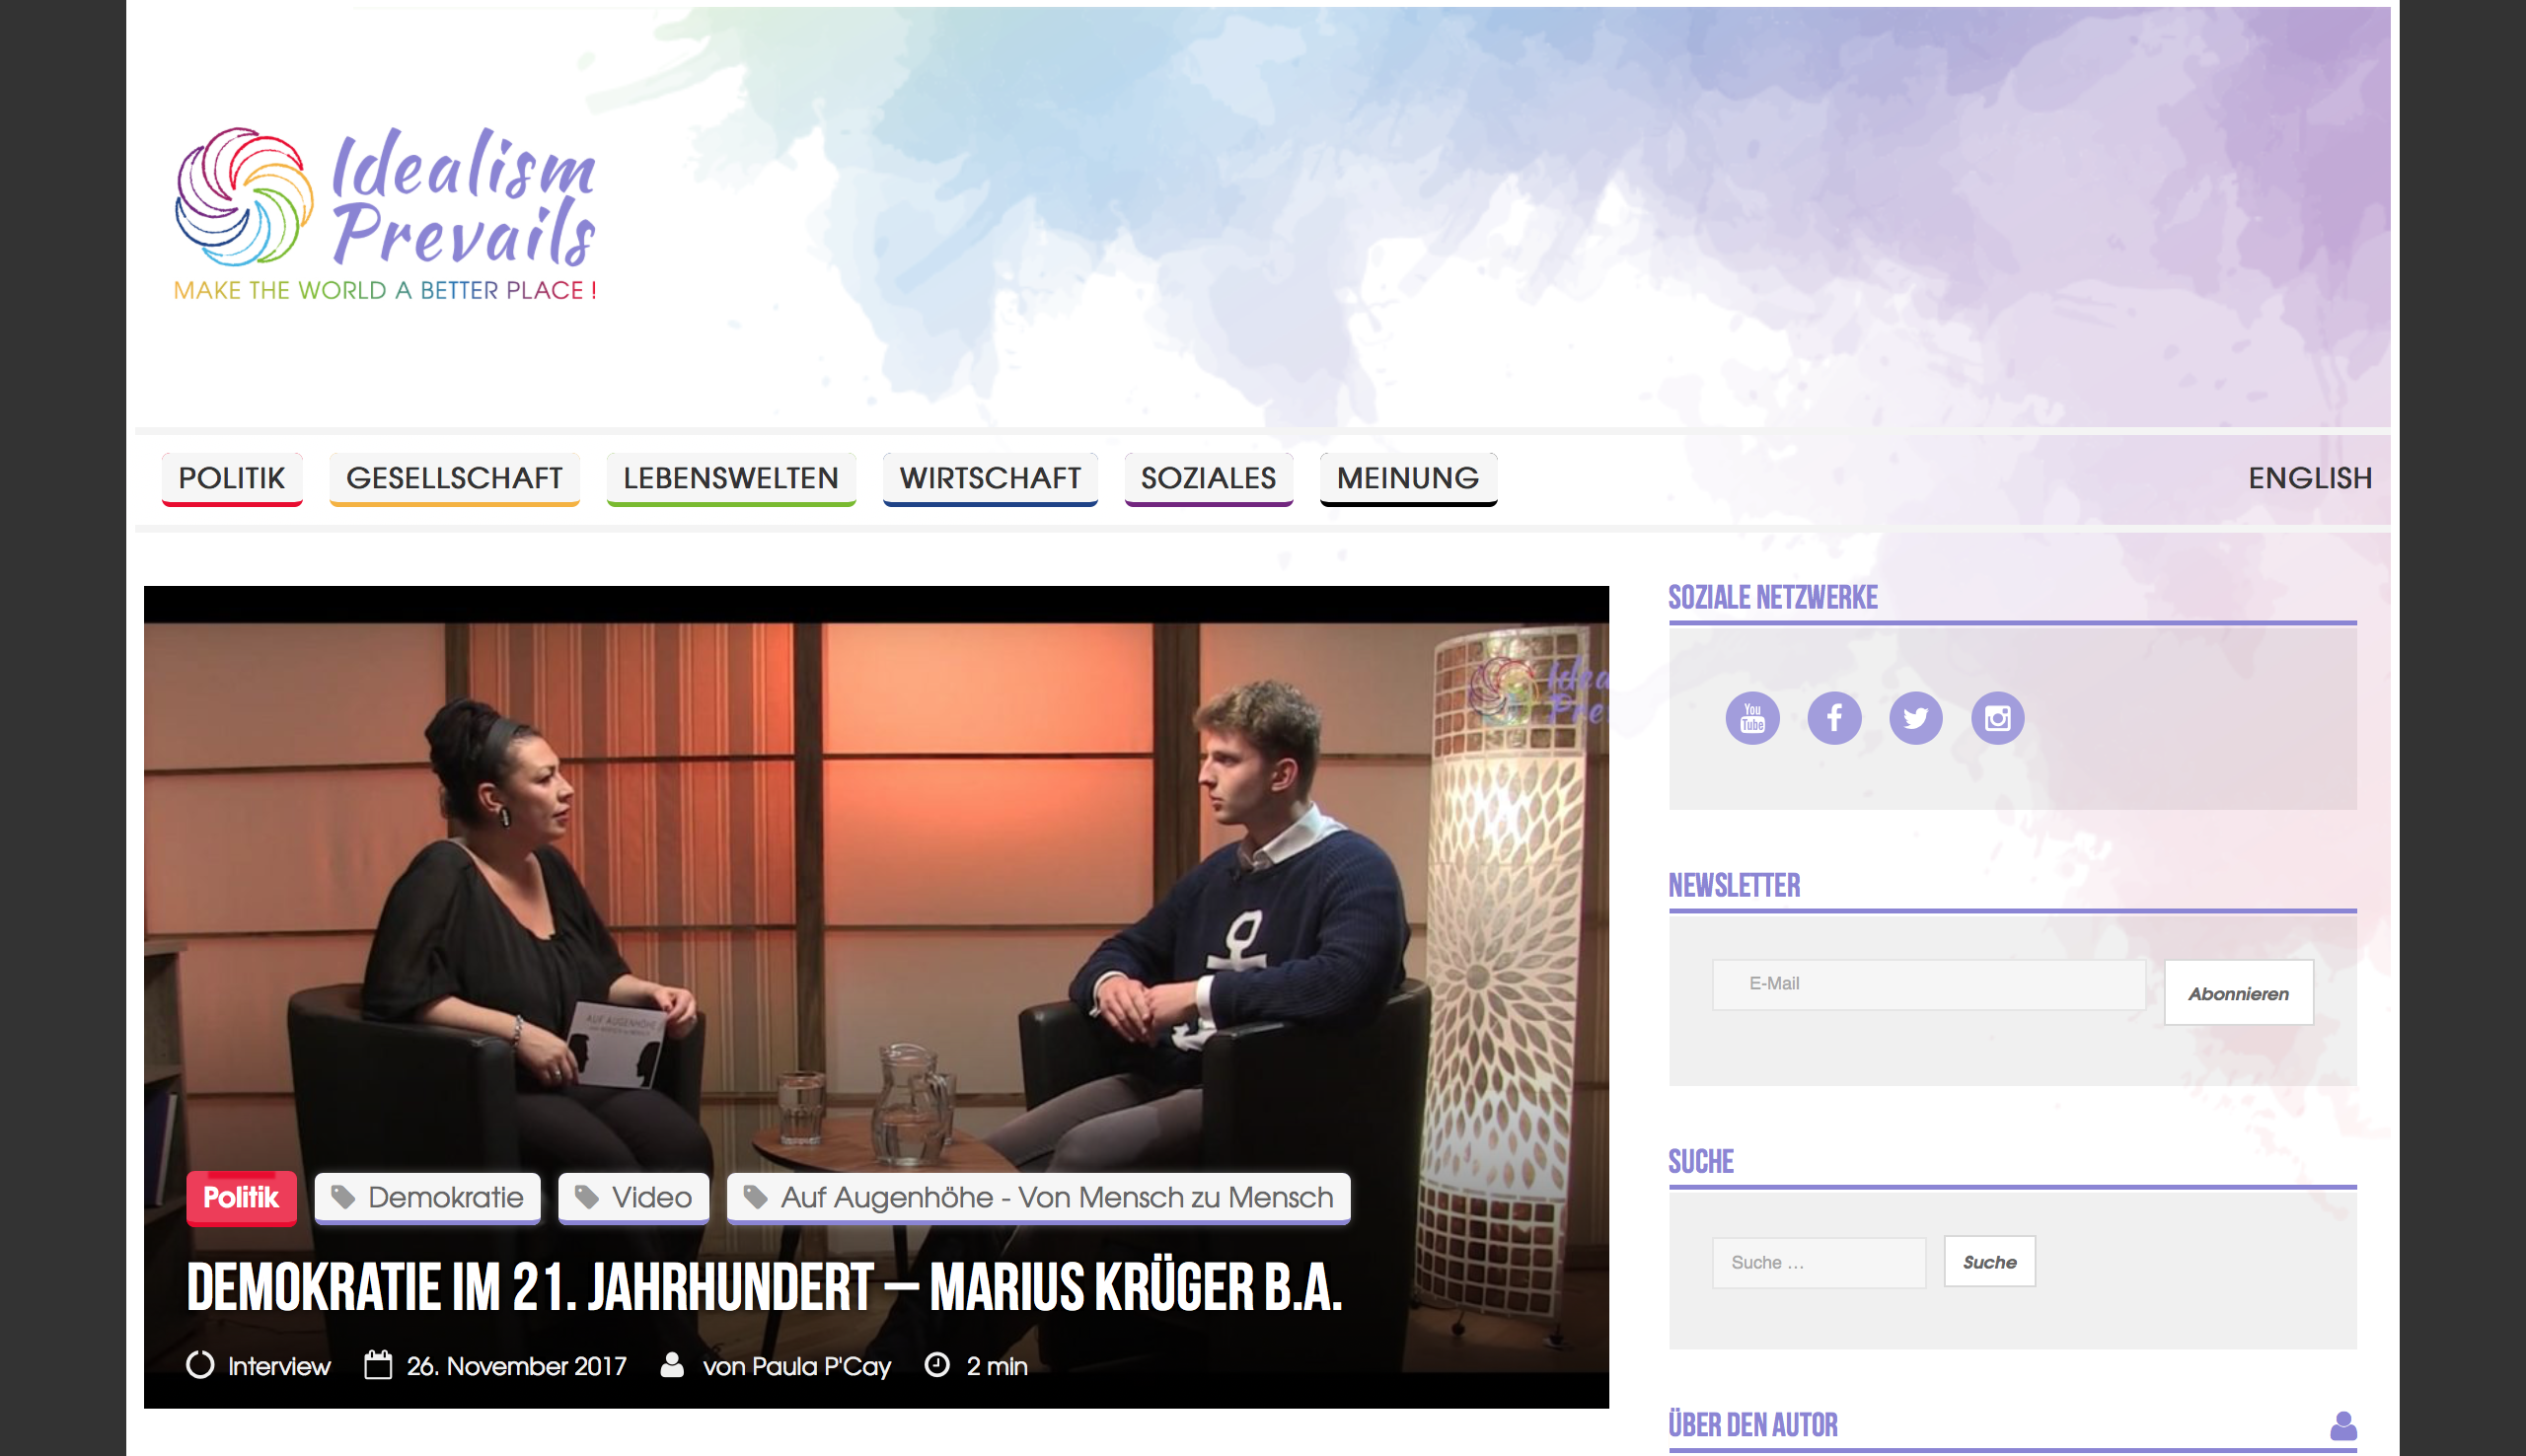 Idealism
Prevails
MAKE THE WORLD A BETTER PLACE !
POLITIK GESELLSCHAFT LEBENSWELTEN WIRTSCHAFT SOZIALES MEINUNG ENGLISH
SOZIALE NETZWERKE
You
Tube
NEWSLETTER
E-Mail Abonnieren
SUCHE
Suche ... Suche
ÜBER DEN AUTOR
AUF AUGENHÖHE
Politik Demokratie Video Auf Augenhöhe - Von Mensch zu Mensch
DEMOKRATIE IM 21. JAHRHUNDERT – MARIUS KRÜGER B.A.
Interview 26. November 2017 von Paula P'Cay 2 min